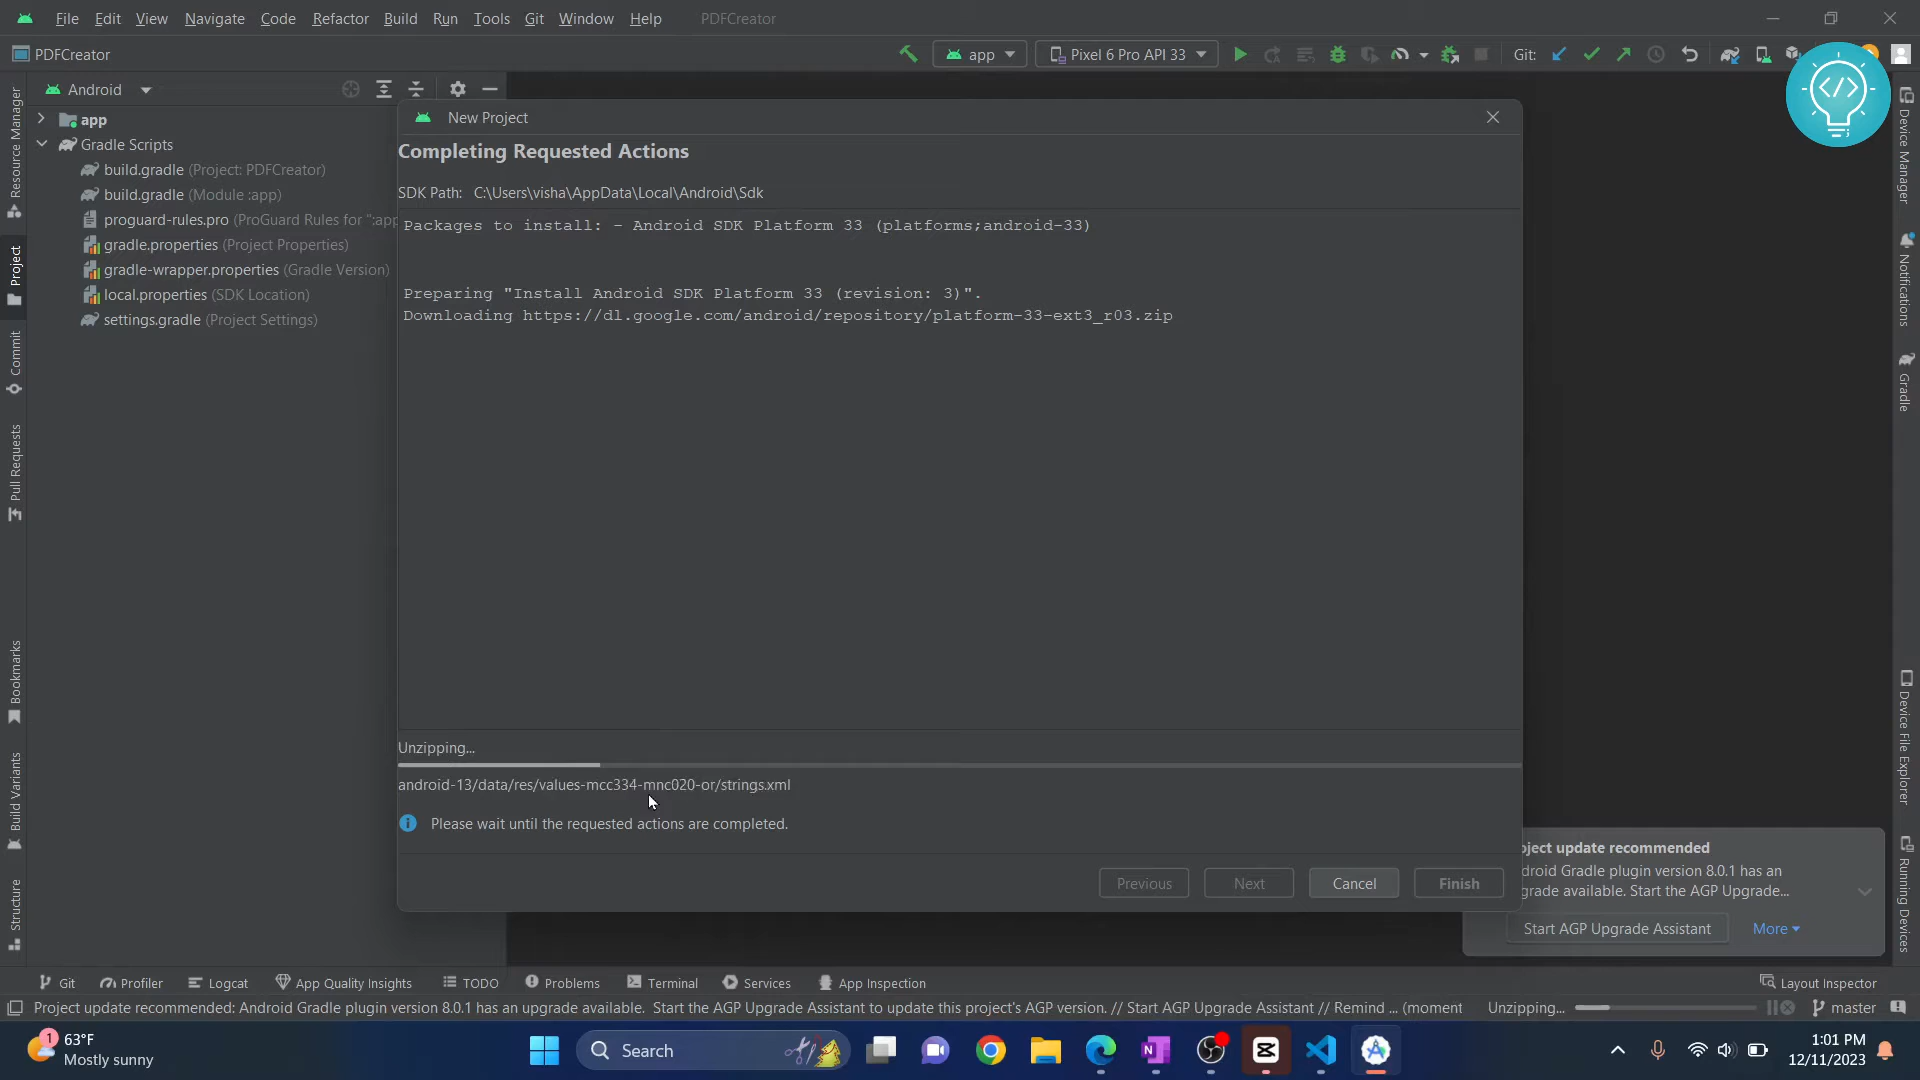 File Edit View Navigate Code Refactor Build Run Tools Git Window Help PDFCreator
PDFCreator app Pixel 6 Pro API 33 Git:
Android
app
Gradle Scripts
build.gradle (Project: PDFCreator)
build.gradle (Module :app)
proguard-rules.pro (ProGuard Rules for ":app
gradle.properties (Project Properties)
gradle-wrapper.properties (Gradle Version)
local.properties (SDK Location)
settings.gradle (Project Settings)
Resource Manager
Project
Commit
Pull Requests
Bookmarks
Build Variants
Structure
New Project
Completing Requested Actions
SDK Path: C:\Users\visha\AppData\Local\Android\Sdk
Packages to install: - Android SDK Platform 33 (platforms;android-33)
Preparing "Install Android SDK Platform 33 (revision: 3)".
Downloading https://dl.google.com/android/repository/platform-33-ext3_r03.zip
Unzipping...
android-13/data/res/values-mcc334-mnc020-or/strings.xml
Please wait until the requested actions are completed.
Previous Next Cancel Finish
</>
Device Manager
Notifications
Gradle
Device File Explorer
Running Devices
oject update recommended
droid Gradle plugin version 8.0.1 has an
grade available. Start the AGP Upgrade...
Start AGP Upgrade Assistant More
Git Profiler Logcat App Quality Insights TODO Problems Terminal Services App Inspection Layout Inspector
Project update recommended: Android Gradle plugin version 8.0.1 has an upgrade available. Start the AGP Upgrade Assistant to update this project's AGP version. // Start AGP Upgrade Assistant // Remind ... (moment Unzipping... master
1
63°F
Mostly sunny
Search
1:01 PM
12/11/2023